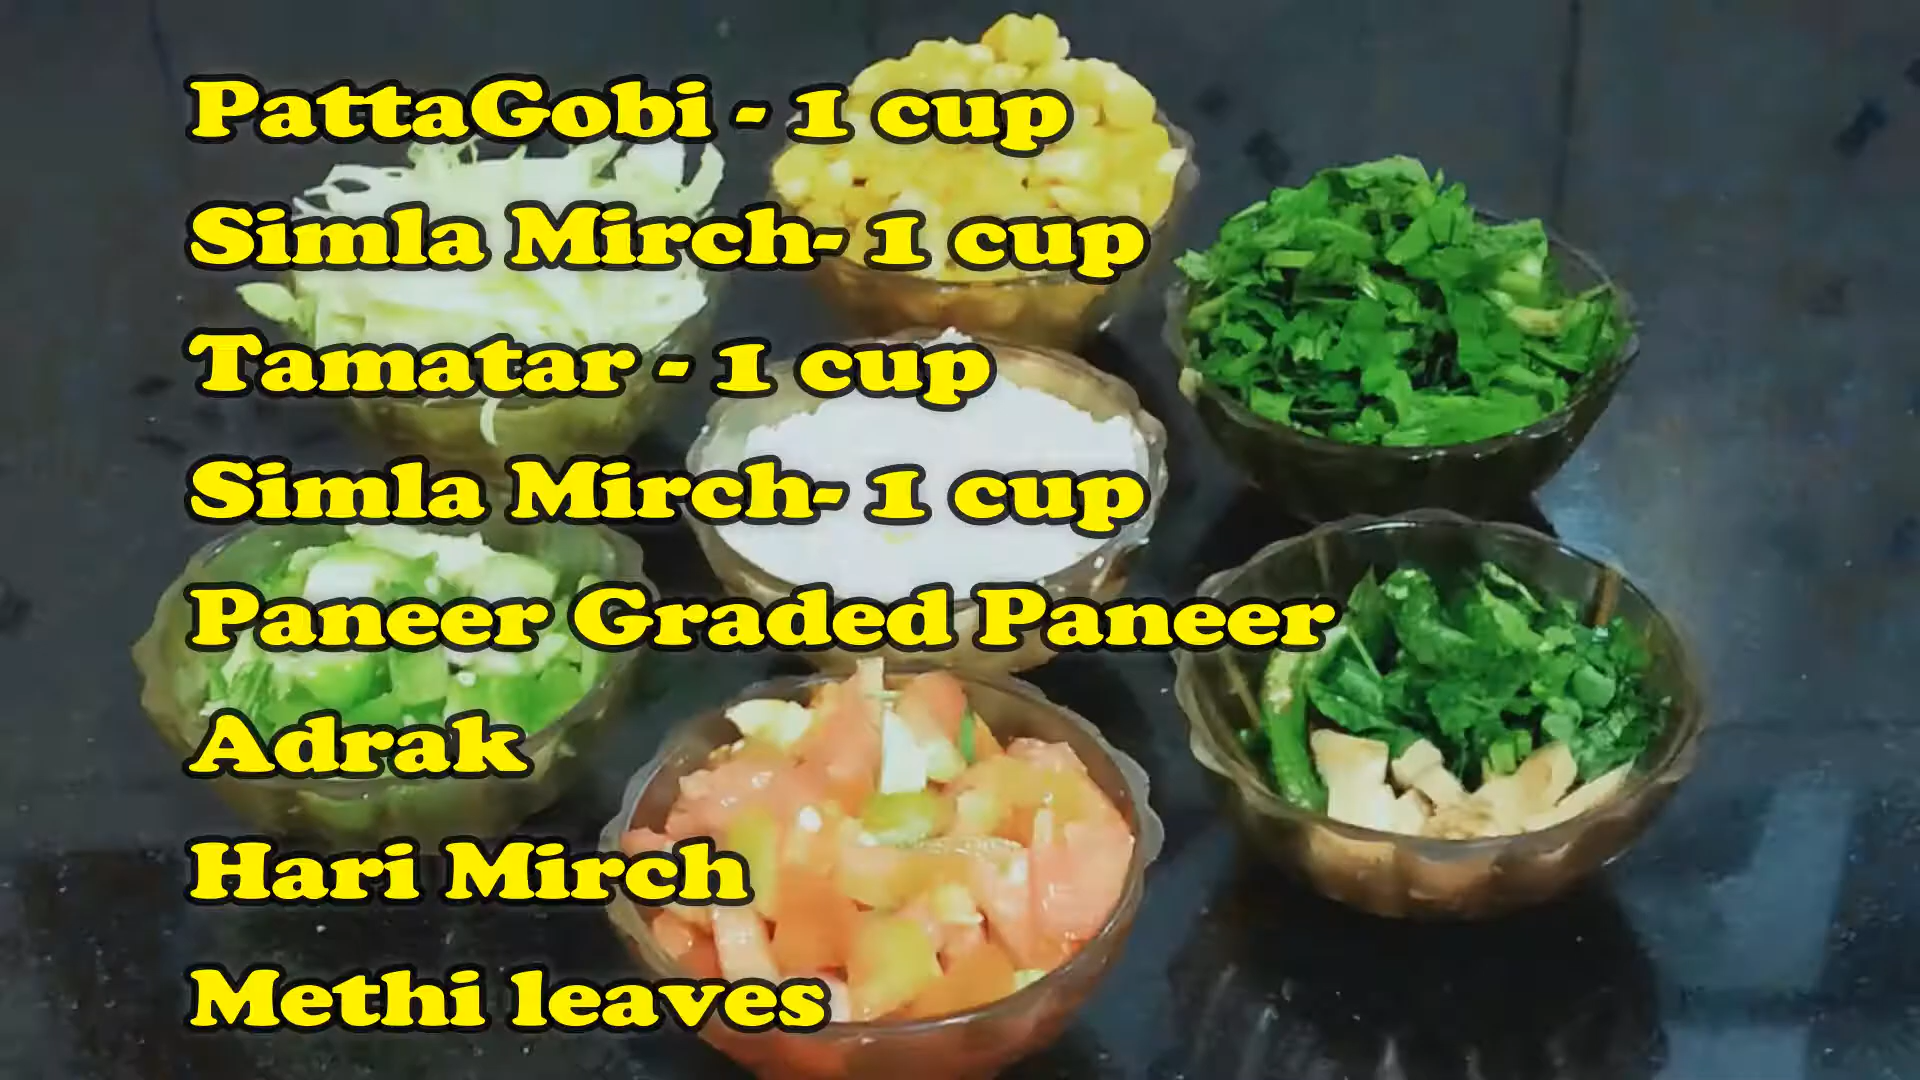 PattaGobi - 1 cup
Simla Mirch- 1 cup
Tamatar - 1 cup
Simla Mirch- 1 cup
Paneer Graded Paneer
Adrak
Hari Mirch
Methi leaves